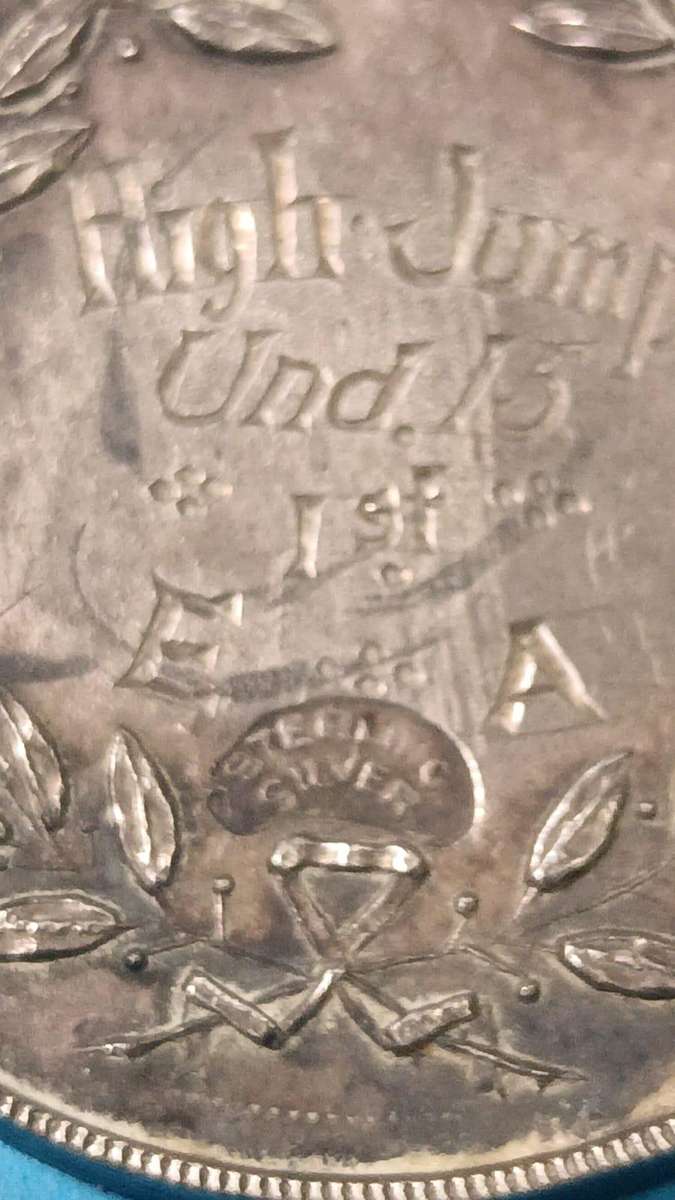 High Jump
Und. 15
1st
E A
STERLING
SILVER